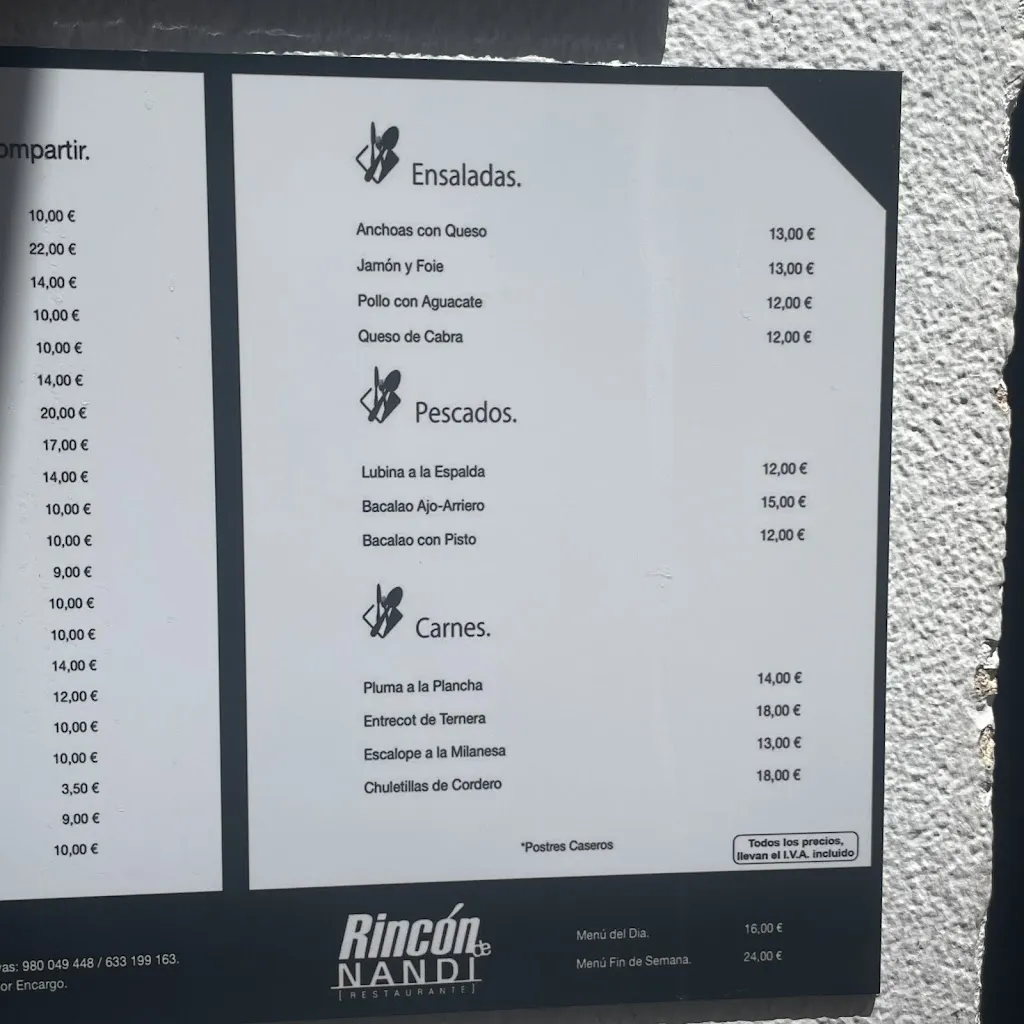 compartir.
10,00 €
22,00 €
14,00 €
10,00 €
10,00 €
14,00 €
20,00 €
17,00 €
14,00 €
10,00 €
10,00 €
9,00 €
10,00 €
10,00 €
14,00 €
12,00 €
10,00 €
10,00 €
3,50 €
9,00 €
10,00 €
980 049 448 / 633 199 163.
or Encargo.
Ensaladas.
Anchoas con Queso 13,00 €
Jamón y Foie 13,00 €
Pollo con Aguacate 12,00 €
Queso de Cabra 12,00 €
Pescados.
Lubina a la Espalda 12,00 €
Bacalao Ajo-Arriero 15,00 €
Bacalao con Pisto 12,00 €
Carnes.
Pluma a la Plancha 14,00 €
Entrecot de Ternera 18,00 €
Escalope a la Milanesa 13,00 €
Chuletillas de Cordero 18,00 €
*Postres Caseros
Todos los precios,
llevan el I.V.A. incluido
Rincón de
NANDI
[RESTAURANTE]
Menú del Dia. 16,00 €
Menú Fin de Semana. 24,00 €